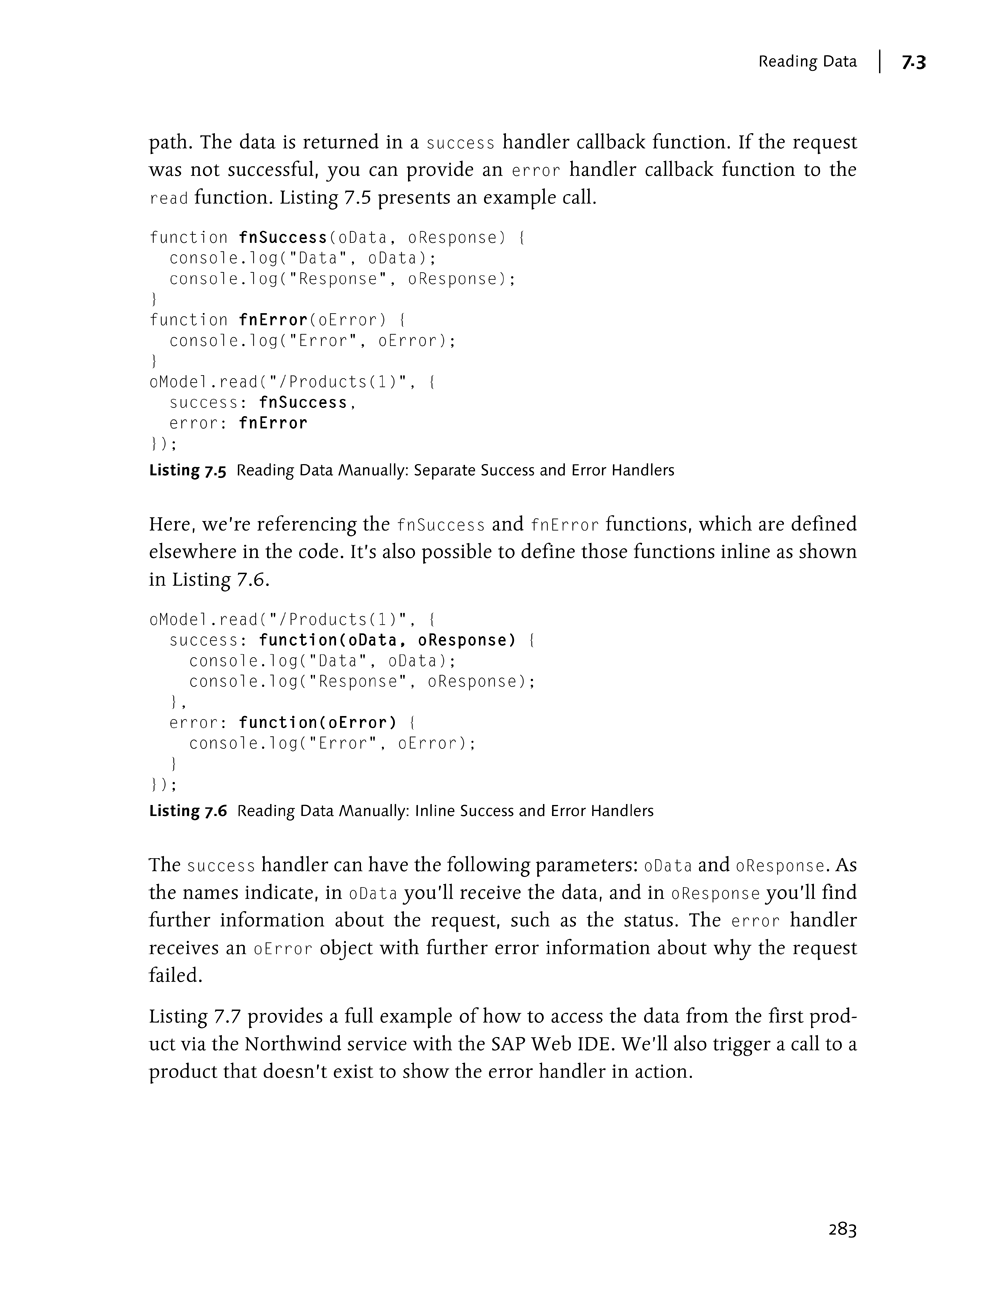 Reading Data | 7.3
path. The data is returned in a success handler callback function. If the request
was not successful, you can provide an error handler callback function to the
read function. Listing 7.5 presents an example call.
function fnSuccess(oData, oResponse) {
  console.log("Data", oData);
  console.log("Response", oResponse);
}
function fnError(oError) {
  console.log("Error", oError);
}
oModel.read("/Products(1)", {
  success: fnSuccess,
  error: fnError
});
Listing 7.5 Reading Data Manually: Separate Success and Error Handlers
Here, we're referencing the fnSuccess and fnError functions, which are defined
elsewhere in the code. It's also possible to define those functions inline as shown
in Listing 7.6.
oModel.read("/Products(1)", {
  success: function(oData, oResponse) {
    console.log("Data", oData);
    console.log("Response", oResponse);
  },
  error: function(oError) {
    console.log("Error", oError);
  }
});
Listing 7.6 Reading Data Manually: Inline Success and Error Handlers
The success handler can have the following parameters: oData and oResponse. As
the names indicate, in oData you'll receive the data, and in oResponse you'll find
further information about the request, such as the status. The error handler
receives an oError object with further error information about why the request
failed.
Listing 7.7 provides a full example of how to access the data from the first prod-
uct via the Northwind service with the SAP Web IDE. We'll also trigger a call to a
product that doesn't exist to show the error handler in action.
283